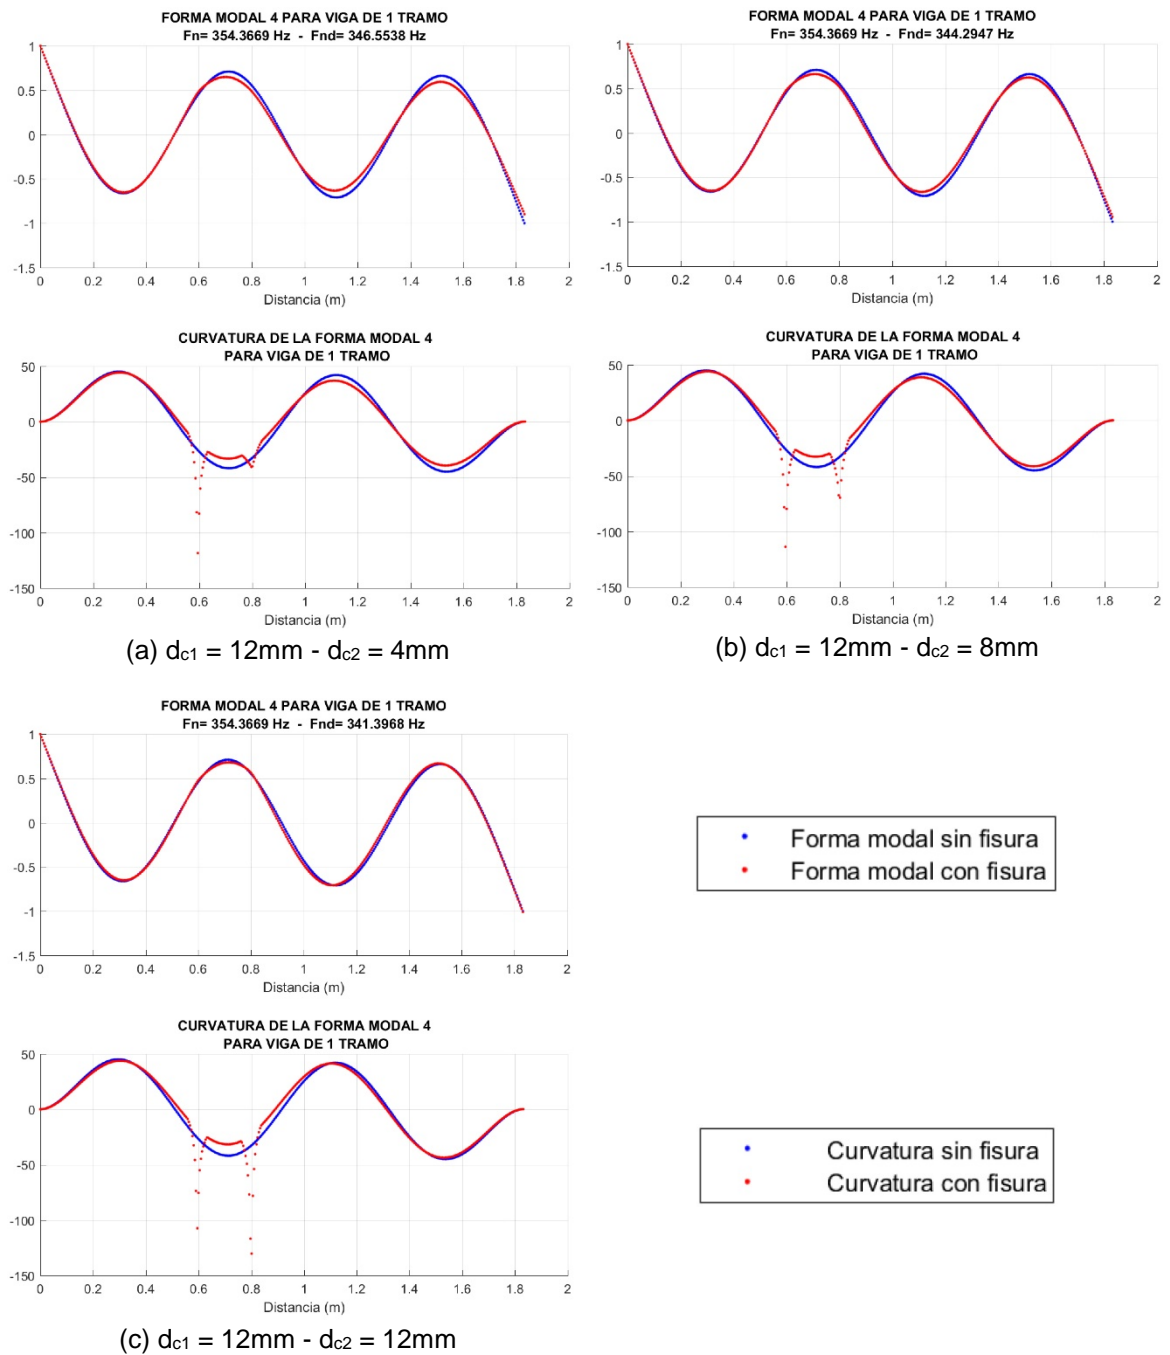 FORMA MODAL 4 PARA VIGA DE 1 TRAMO
Fn= 354.3669 Hz - Fnd= 346.5538 Hz
1
0.5
0
-0.5
-1
-1.5
0 0.2 0.4 0.6 0.8 1 1.2 1.4 1.6 1.8 2
Distancia (m)
CURVATURA DE LA FORMA MODAL 4
PARA VIGA DE 1 TRAMO
50
0
-50
-100
-150
0 0.2 0.4 0.6 0.8 1 1.2 1.4 1.6 1.8 2
Distancia (m)
(a) dc1 = 12mm - dc2 = 4mm
FORMA MODAL 4 PARA VIGA DE 1 TRAMO
Fn= 354.3669 Hz - Fnd= 344.2947 Hz
1
0.5
0
-0.5
-1
-1.5
0 0.2 0.4 0.6 0.8 1 1.2 1.4 1.6 1.8 2
Distancia (m)
CURVATURA DE LA FORMA MODAL 4
PARA VIGA DE 1 TRAMO
50
0
-50
-100
-150
0 0.2 0.4 0.6 0.8 1 1.2 1.4 1.6 1.8 2
Distancia (m)
(b) dc1 = 12mm - dc2 = 8mm
FORMA MODAL 4 PARA VIGA DE 1 TRAMO
Fn= 354.3669 Hz - Fnd= 341.3968 Hz
1
0.5
0
-0.5
-1
-1.5
0 0.2 0.4 0.6 0.8 1 1.2 1.4 1.6 1.8 2
Distancia (m)
CURVATURA DE LA FORMA MODAL 4
PARA VIGA DE 1 TRAMO
50
0
-50
-100
-150
0 0.2 0.4 0.6 0.8 1 1.2 1.4 1.6 1.8 2
Distancia (m)
(c) dc1 = 12mm - dc2 = 12mm
Forma modal sin fisura
Forma modal con fisura
Curvatura sin fisura
Curvatura con fisura